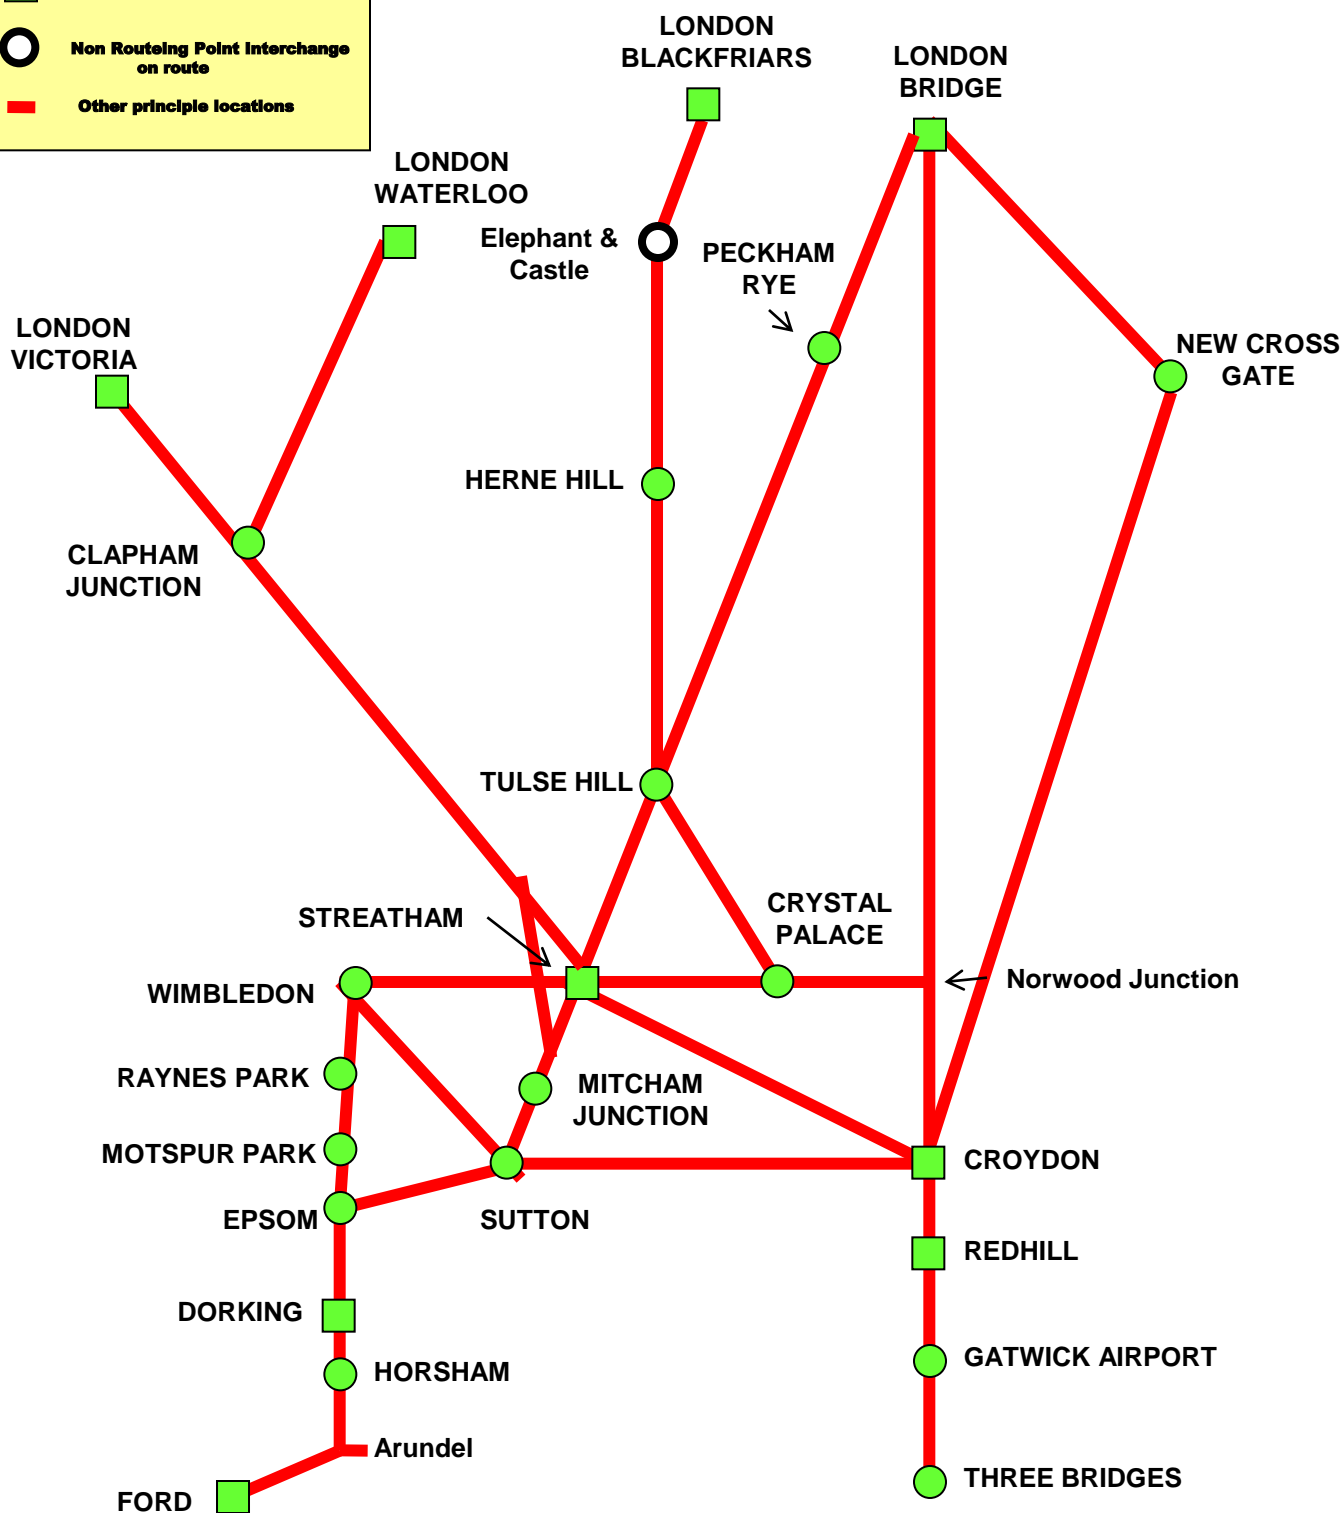 Non Routeing Point Interchange
on route
Other principle locations
LONDON
BLACKFRIARS
LONDON
BRIDGE
LONDON
WATERLOO
Elephant &
Castle
PECKHAM
RYE
LONDON
VICTORIA
NEW CROSS
GATE
HERNE HILL
CLAPHAM
JUNCTION
TULSE HILL
STREATHAM
CRYSTAL
PALACE
Norwood Junction
WIMBLEDON
RAYNES PARK
MITCHAM
JUNCTION
MOTSPUR PARK
CROYDON
EPSOM
SUTTON
REDHILL
DORKING
GATWICK AIRPORT
HORSHAM
Arundel
THREE BRIDGES
FORD